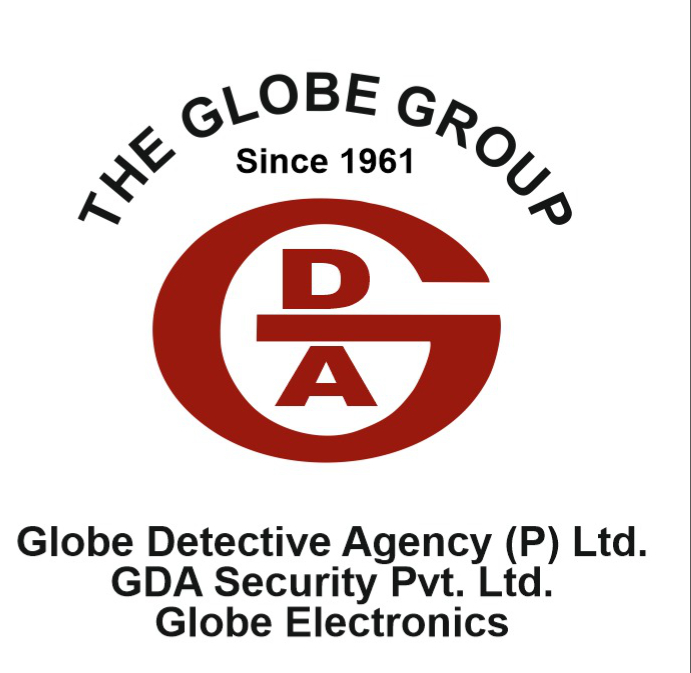 THE GLOBE GROUP
Since 1961
G
D
A
Globe Detective Agency (P) Ltd.
GDA Security Pvt. Ltd.
Globe Electronics